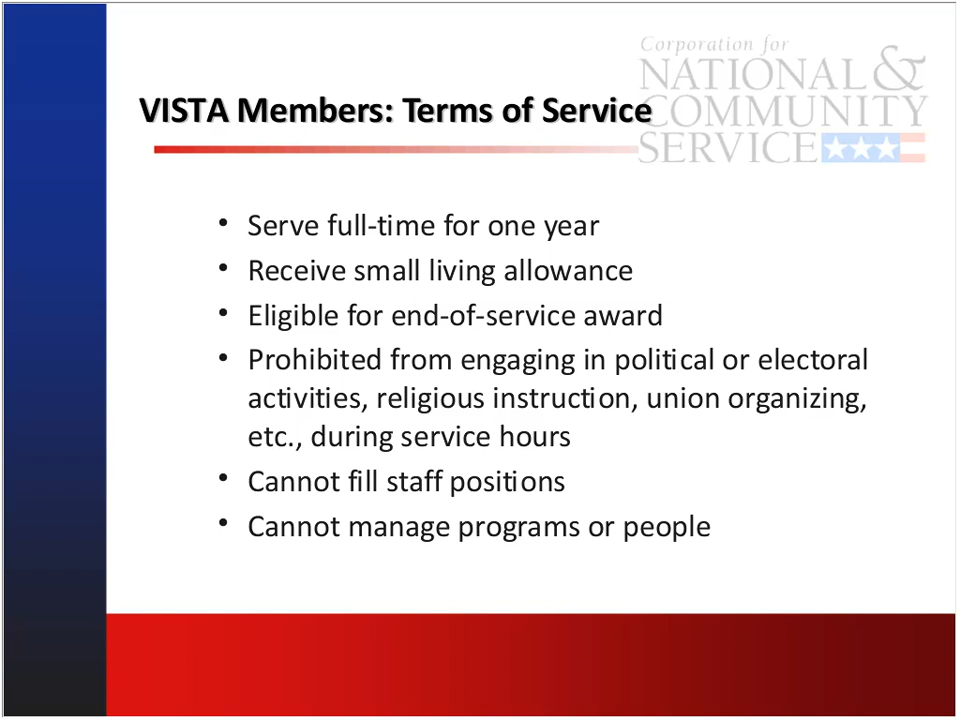 Corporation for
NATIONAL &
COMMUNITY
SERVICE
VISTA Members: Terms of Service
• Serve full-time for one year
• Receive small living allowance
• Eligible for end-of-service award
• Prohibited from engaging in political or electoral
activities, religious instruction, union organizing,
etc., during service hours
• Cannot fill staff positions
• Cannot manage programs or people